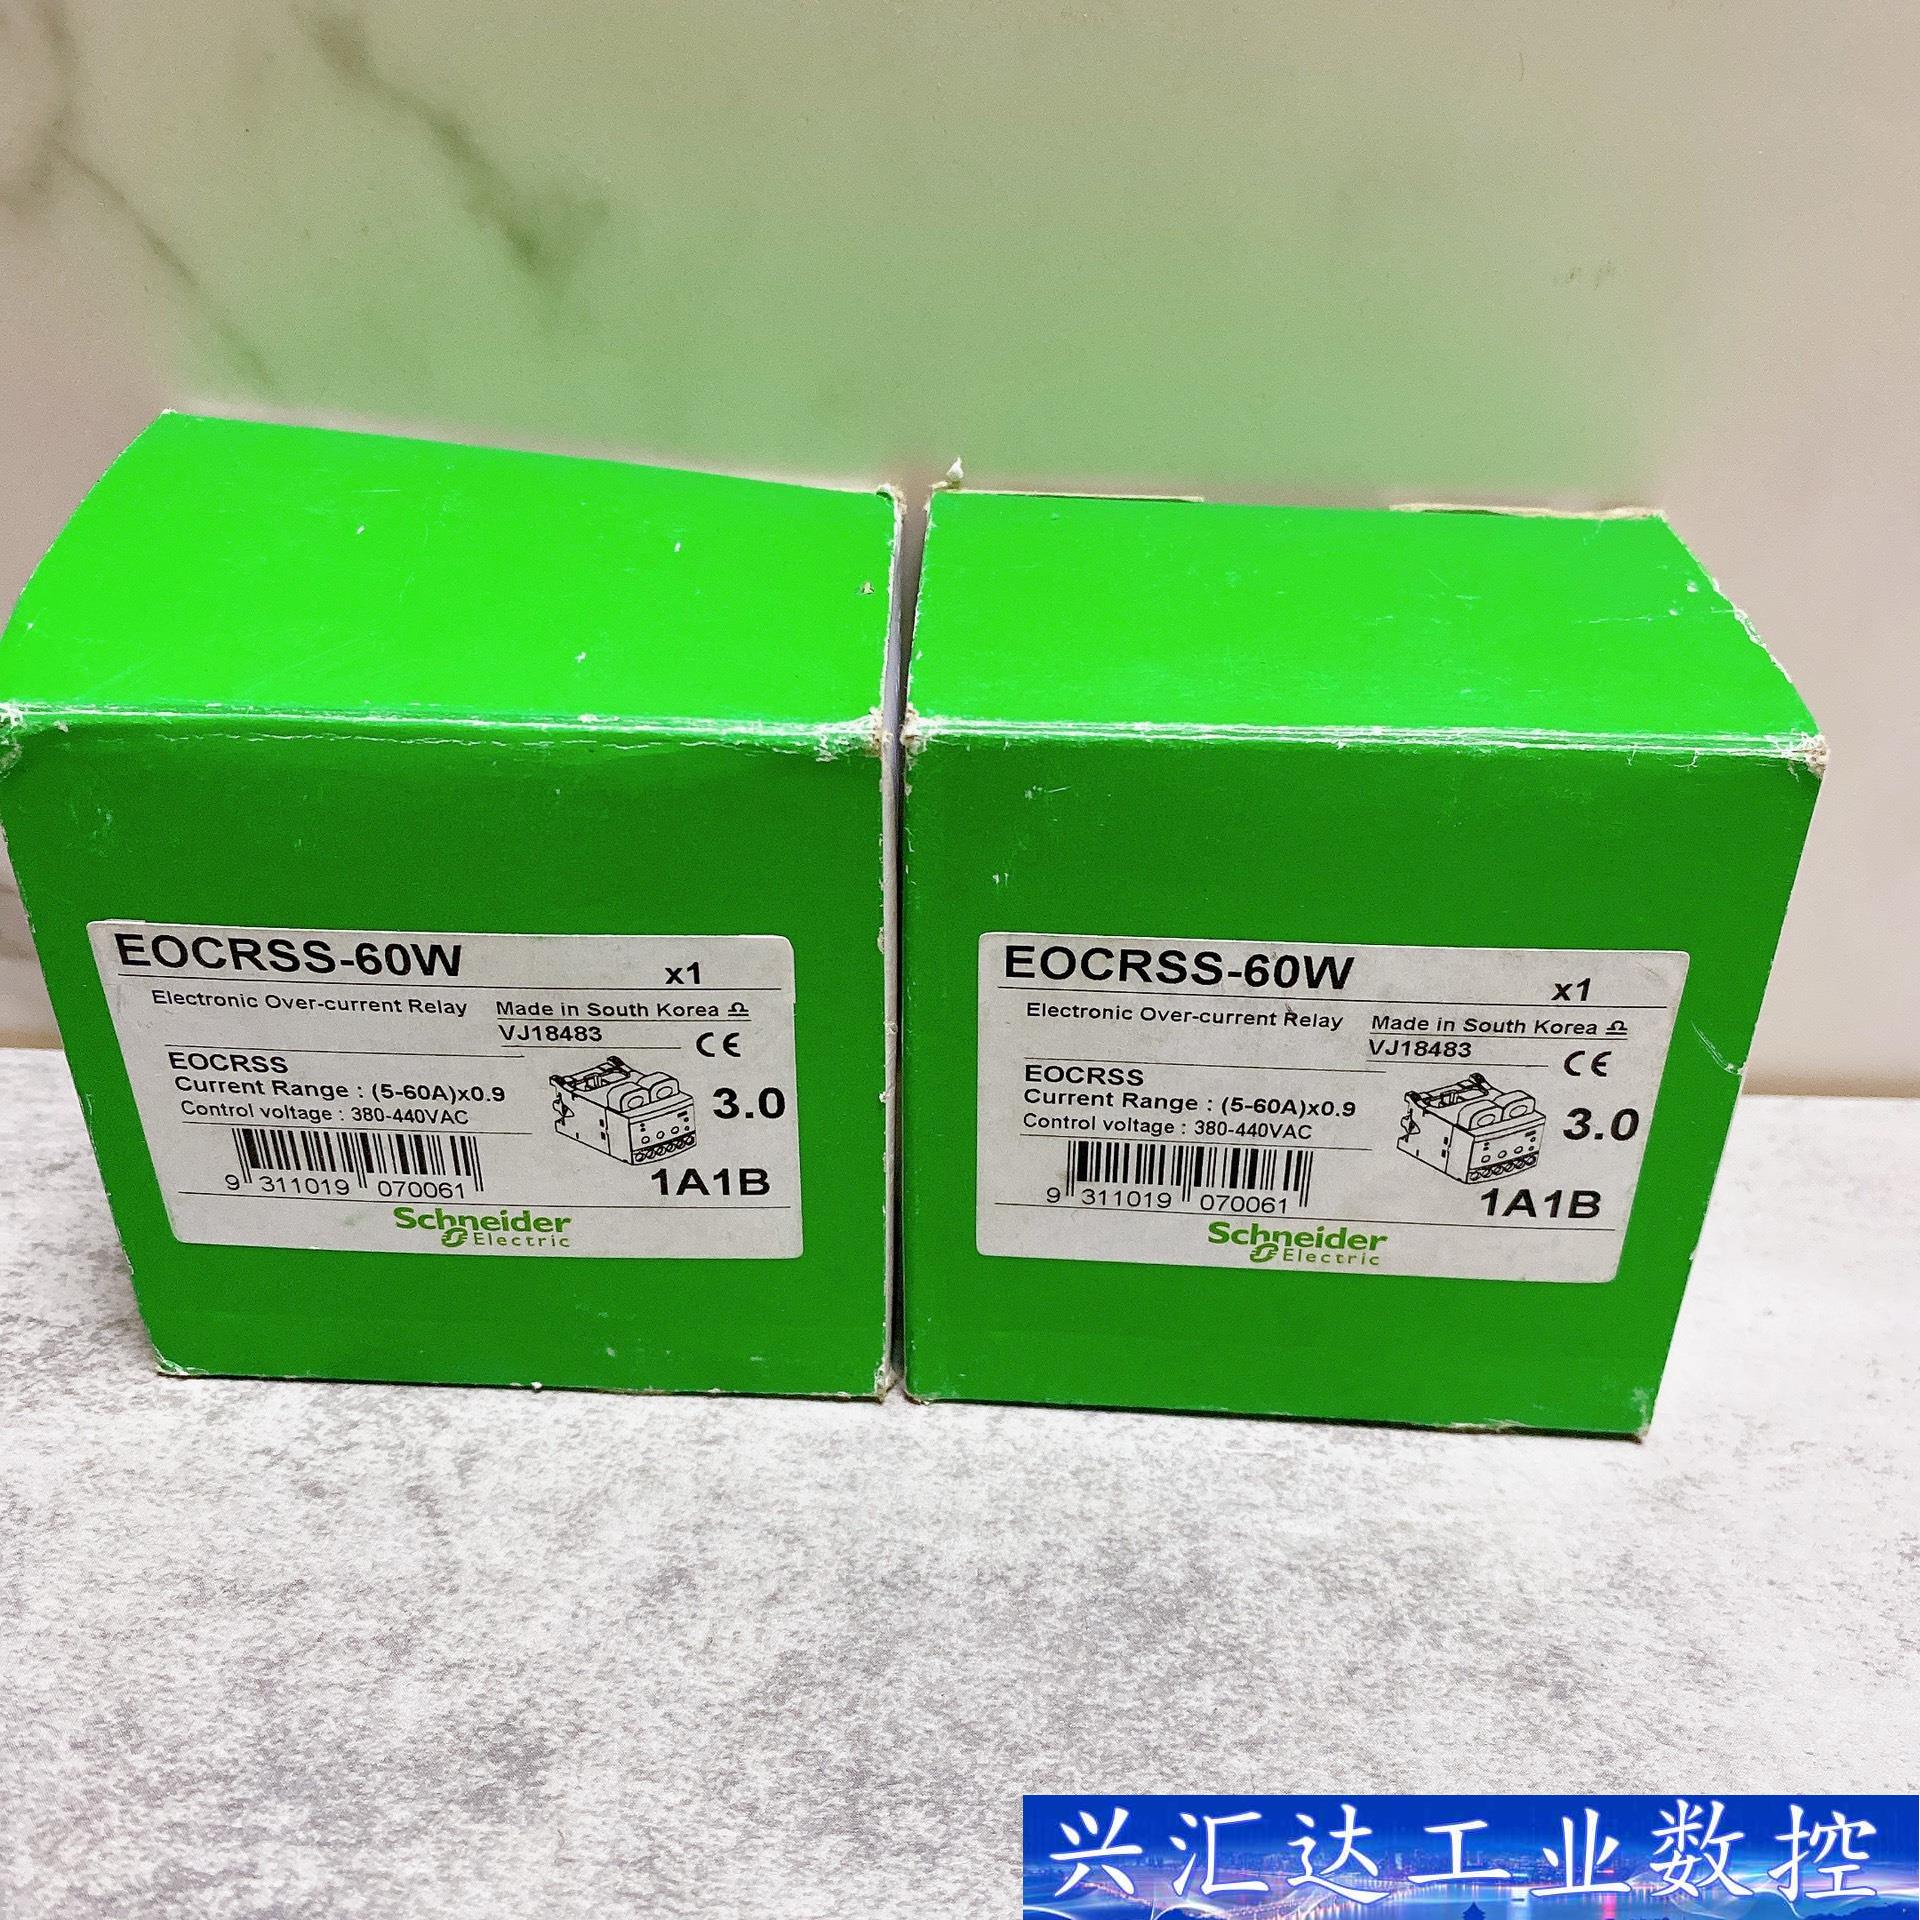 EOCRSS-60W
x1
Electronic Over-current Relay
Made in South Korea
VJ18483
CE
EOCRSS
Current Range : (5-60A)x0.9
Control voltage : 380-440VAC
3.0
9 311019 070061
1A1B
Schneider
Electric
EOCRSS-60W
x1
Electronic Over-current Relay
Made in South Korea
VJ18483
CE
EOCRSS
Current Range : (5-60A)x0.9
Control voltage : 380-440VAC
3.0
9 311019 070061
1A1B
Schneider
Electric
兴汇达工业数控